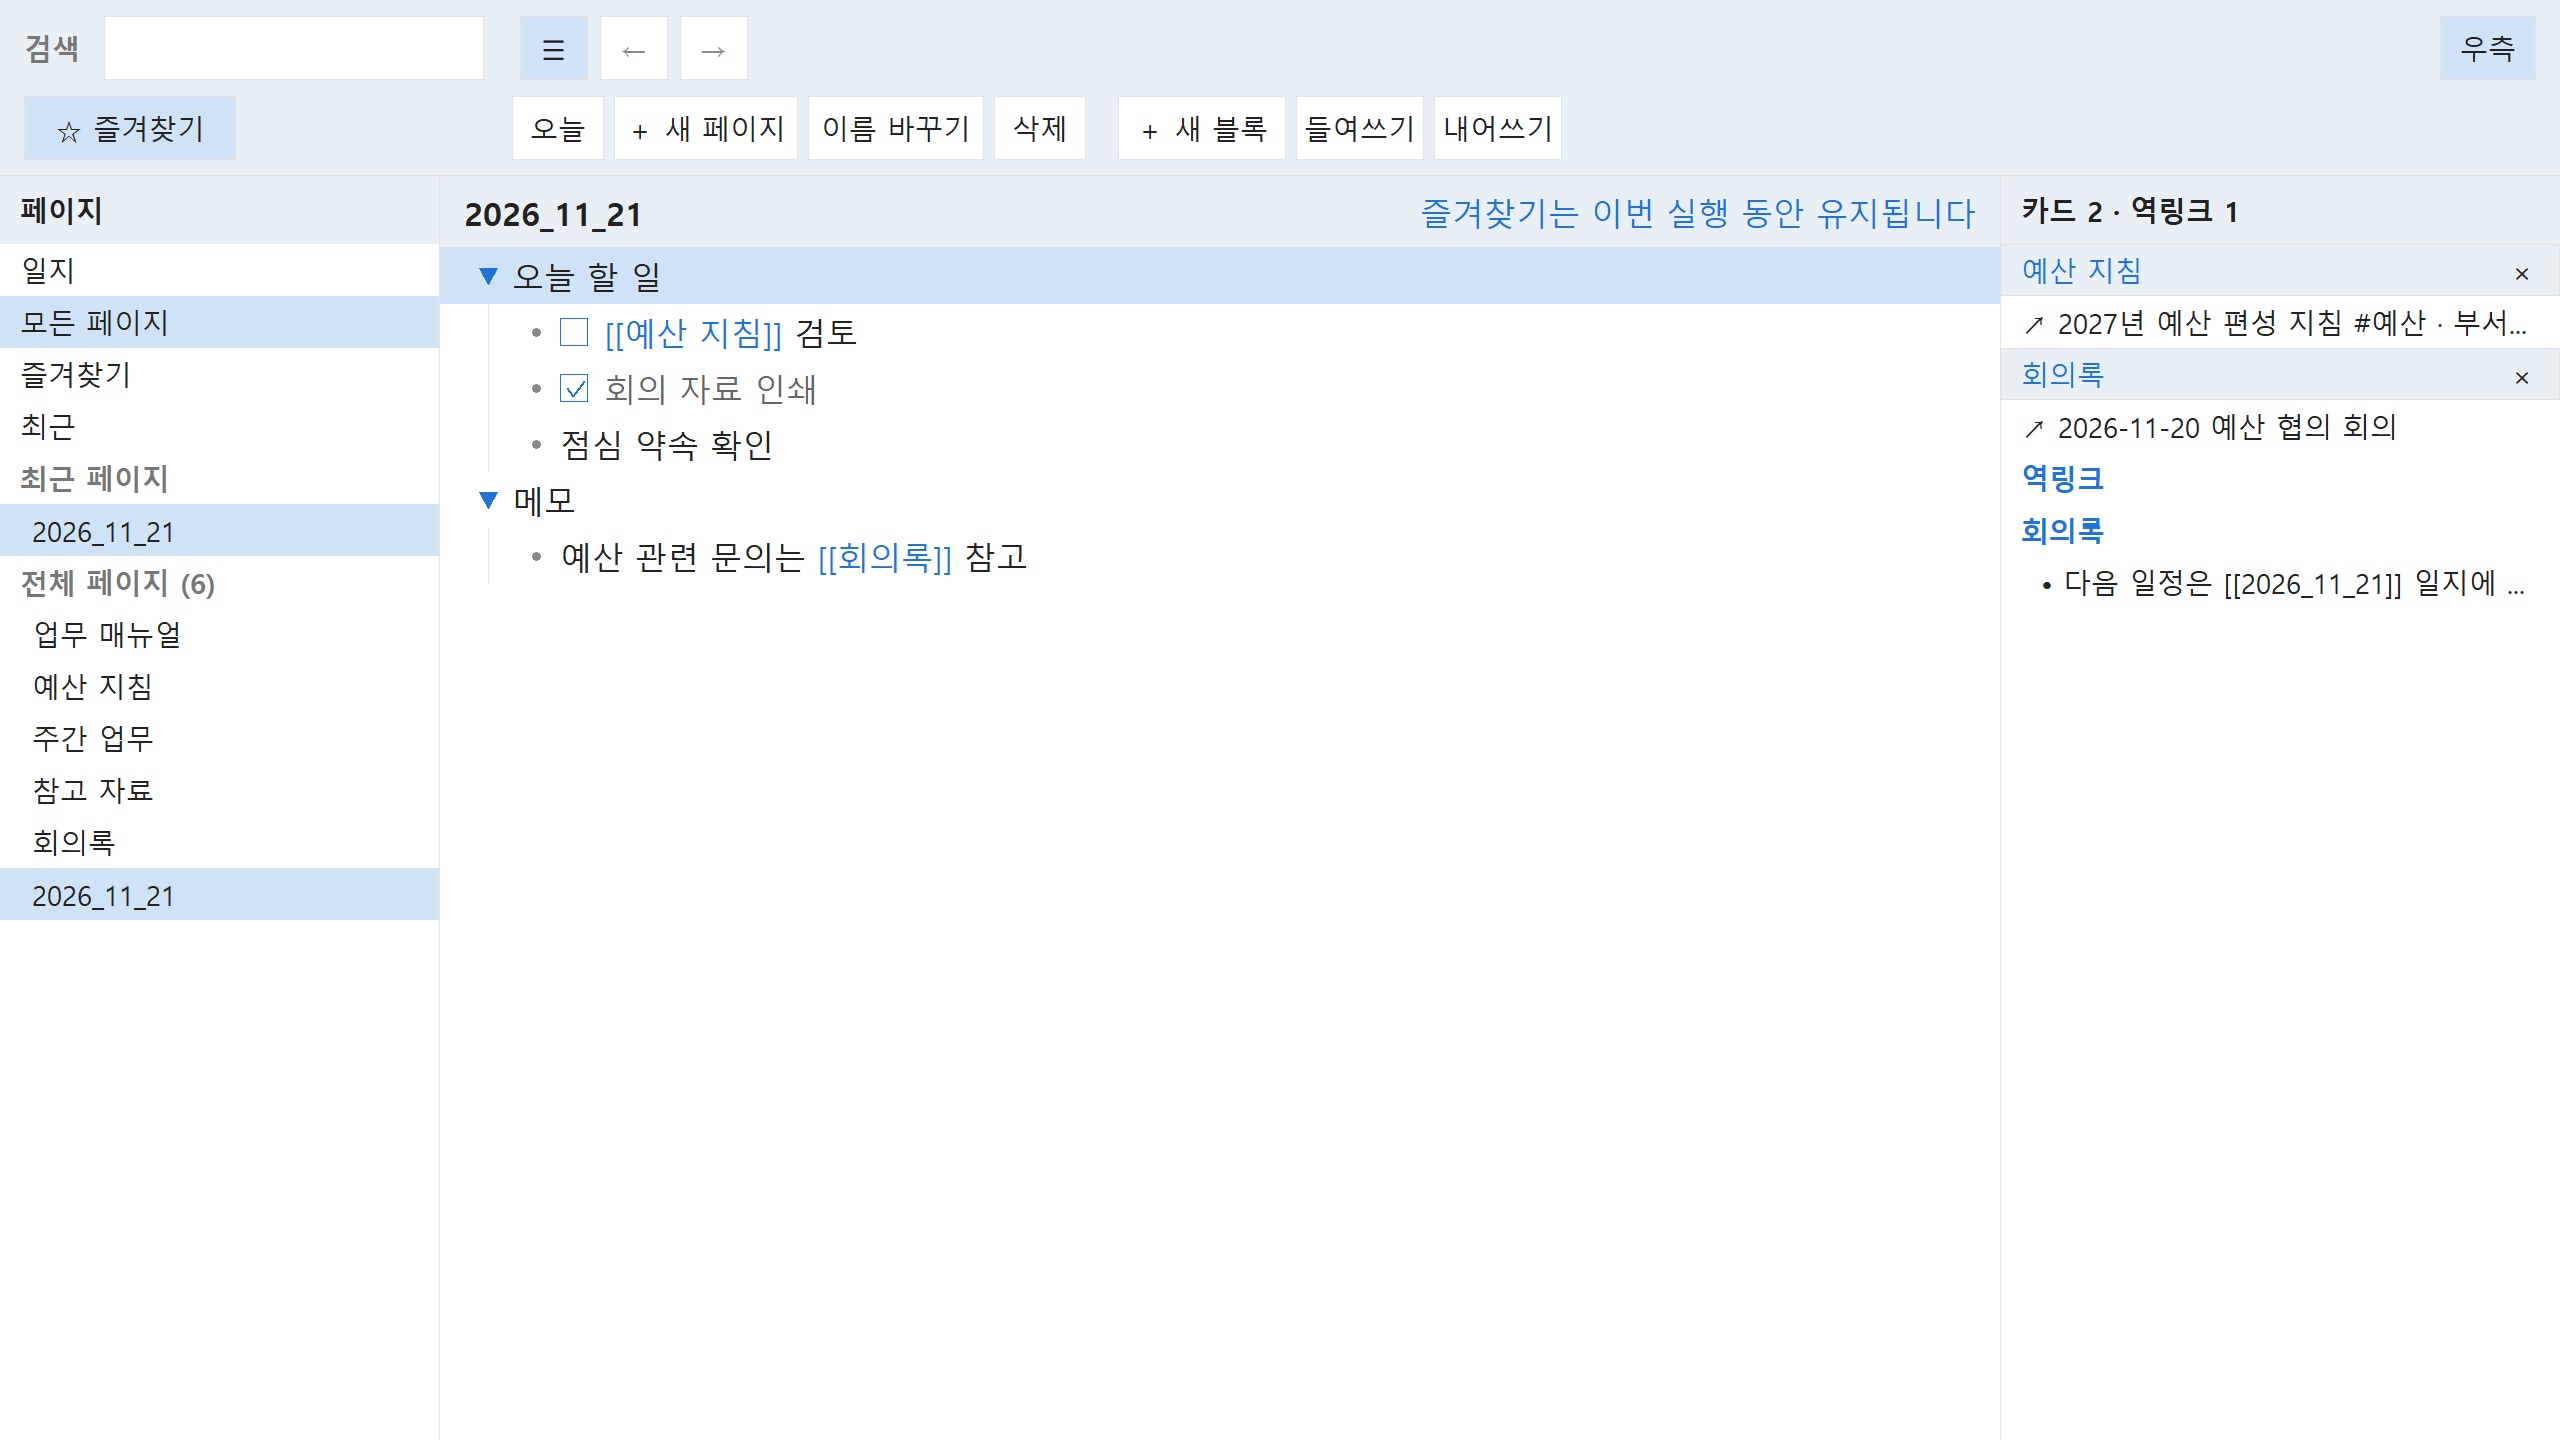 검색
☰ ← →
우측
☆ 즐겨찾기
오늘 + 새 페이지 이름 바꾸기 삭제 + 새 블록 들여쓰기 내어쓰기
페이지
일지
모든 페이지
즐겨찾기
최근
최근 페이지
2026_11_21
전체 페이지 (6)
업무 매뉴얼
예산 지침
주간 업무
참고 자료
회의록
2026_11_21
2026_11_21
즐겨찾기는 이번 실행 동안 유지됩니다
▼ 오늘 할 일
• [[예산 지침]] 검토
• 회의 자료 인쇄
• 점심 약속 확인
▼ 메모
• 예산 관련 문의는 [[회의록]] 참고
카드 2 · 역링크 1
예산 지침 ×
↗ 2027년 예산 편성 지침 #예산 · 부서...
회의록 ×
↗ 2026-11-20 예산 협의 회의
역링크
회의록
• 다음 일정은 [[2026_11_21]] 일지에 ...